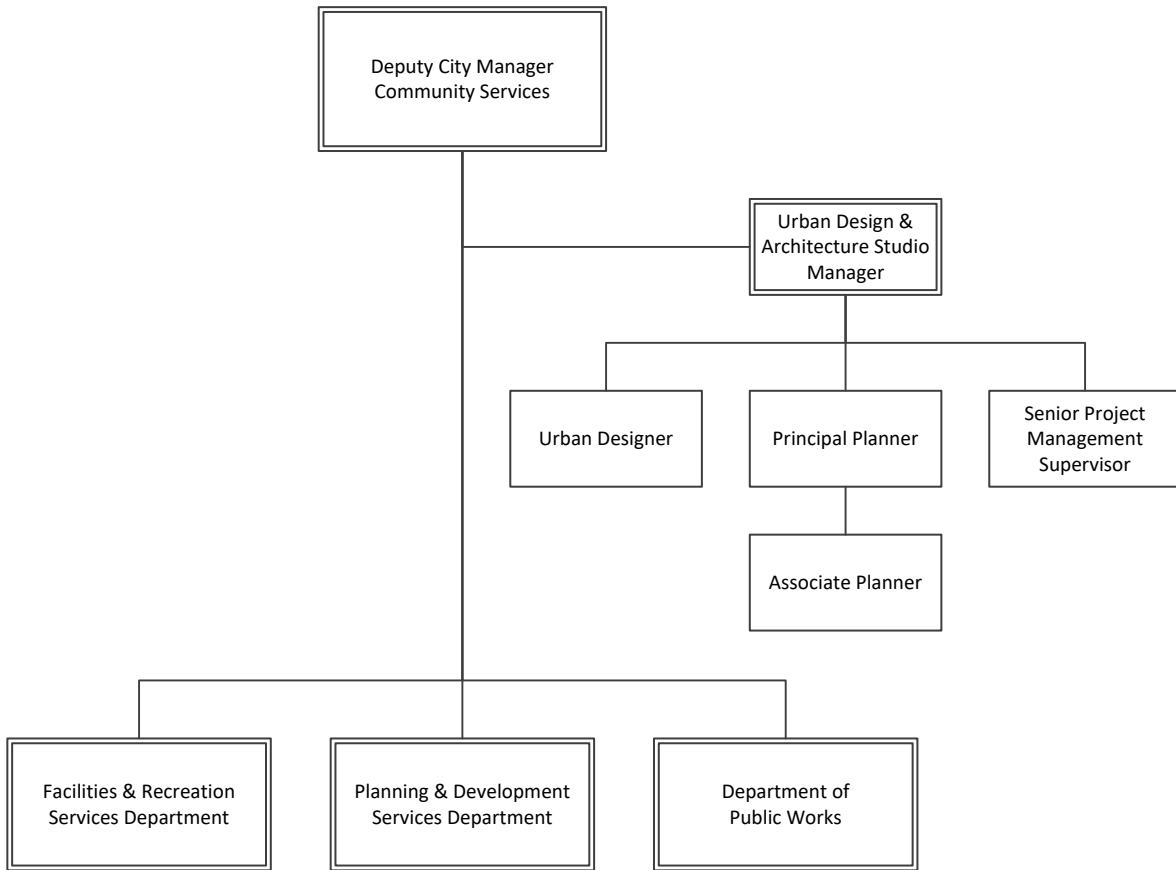 Deputy City Manager
Community Services
Urban Design &
Architecture Studio
Manager
Urban Designer
Principal Planner
Senior Project
Management
Supervisor
Associate Planner
Facilities & Recreation
Services Department
Planning & Development
Services Department
Department of
Public Works